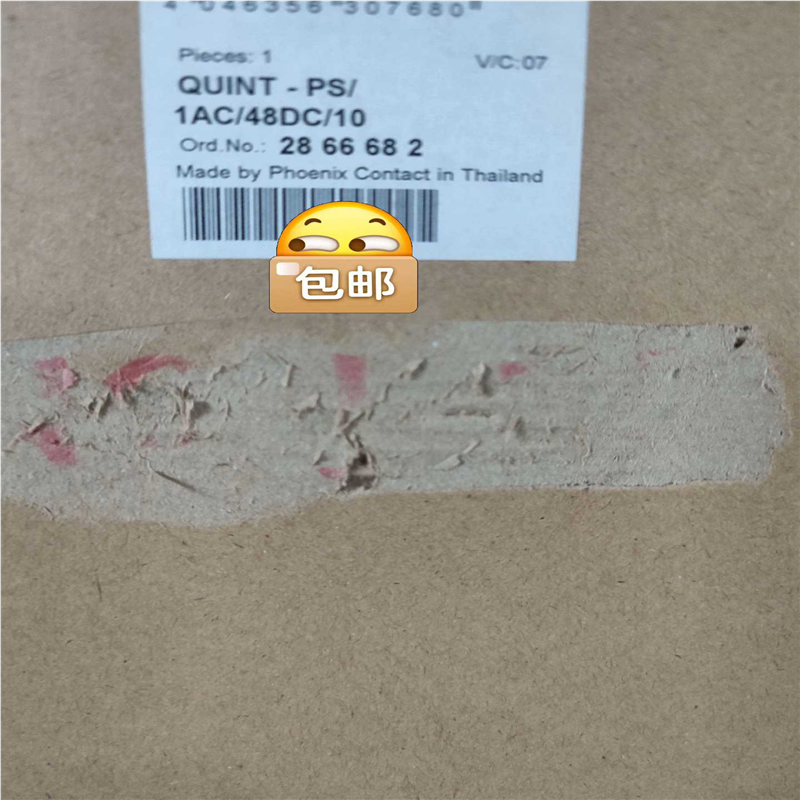 4 046356 307680
Pieces: 1
V/C: 07
QUINT - PS/
1AC/48DC/10
Ord.No.: 28 66 68 2
Made by Phoenix Contact in Thailand
包邮